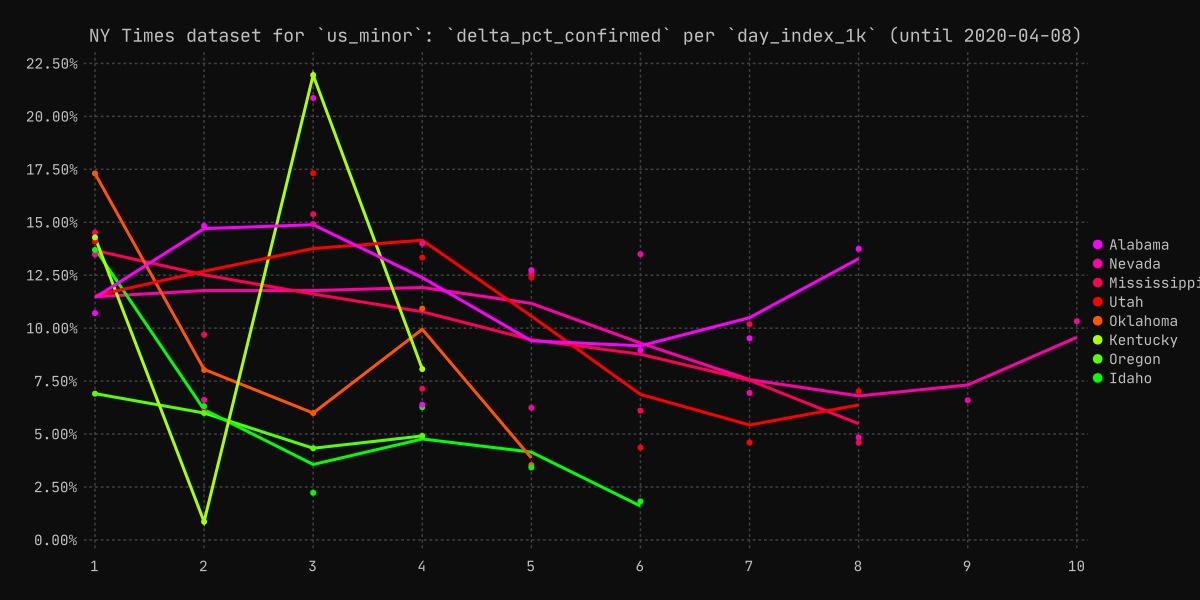 NY Times dataset for `us_minor`: `delta_pct_confirmed` per `day_index_1k` (until 2020-04-08)
22.50%
20.00%
17.50%
15.00%
12.50%
10.00%
7.50%
5.00%
2.50%
0.00%
1 2 3 4 5 6 7 8 9 10
Alabama
Nevada
Mississippi
Utah
Oklahoma
Kentucky
Oregon
Idaho